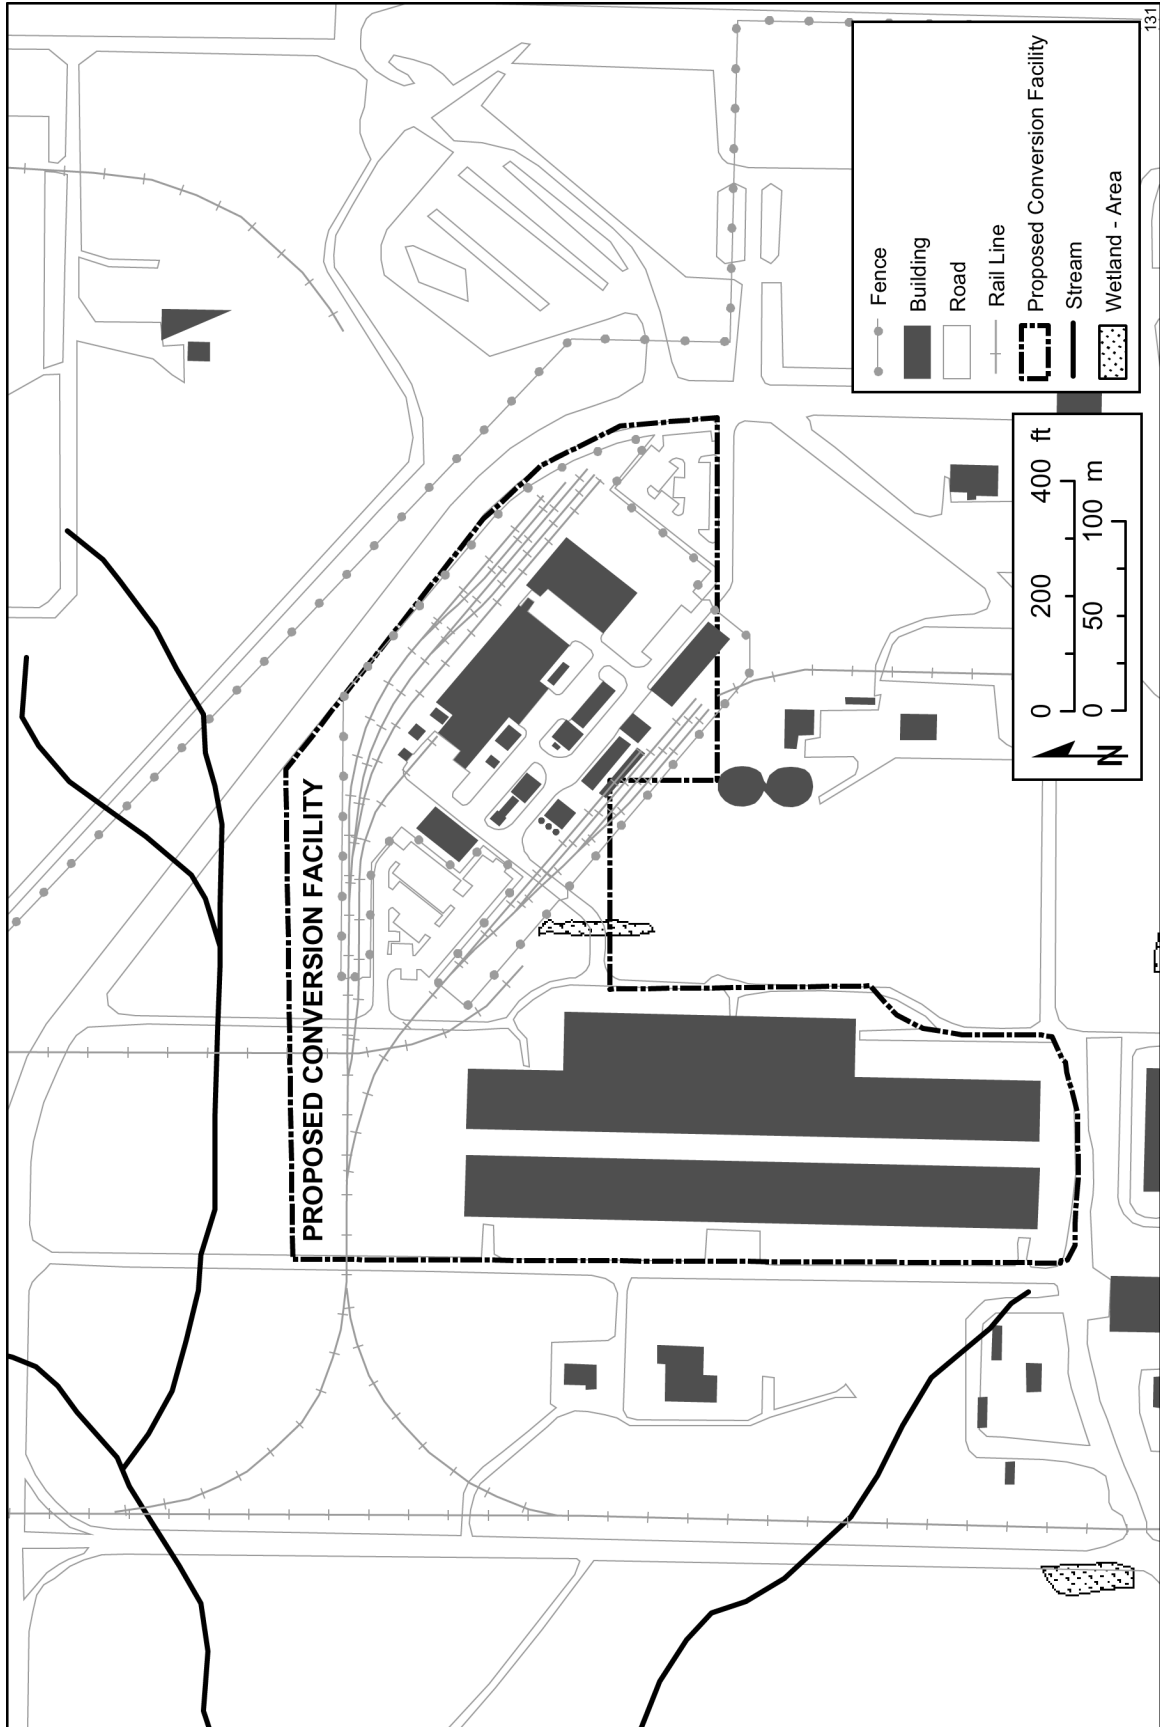 PROPOSED CONVERSION FACILITY
Fence
Building
Road
Rail Line
Proposed Conversion Facility
Stream
Wetland - Area
N
0 200 400 ft
0 50 100 m
131